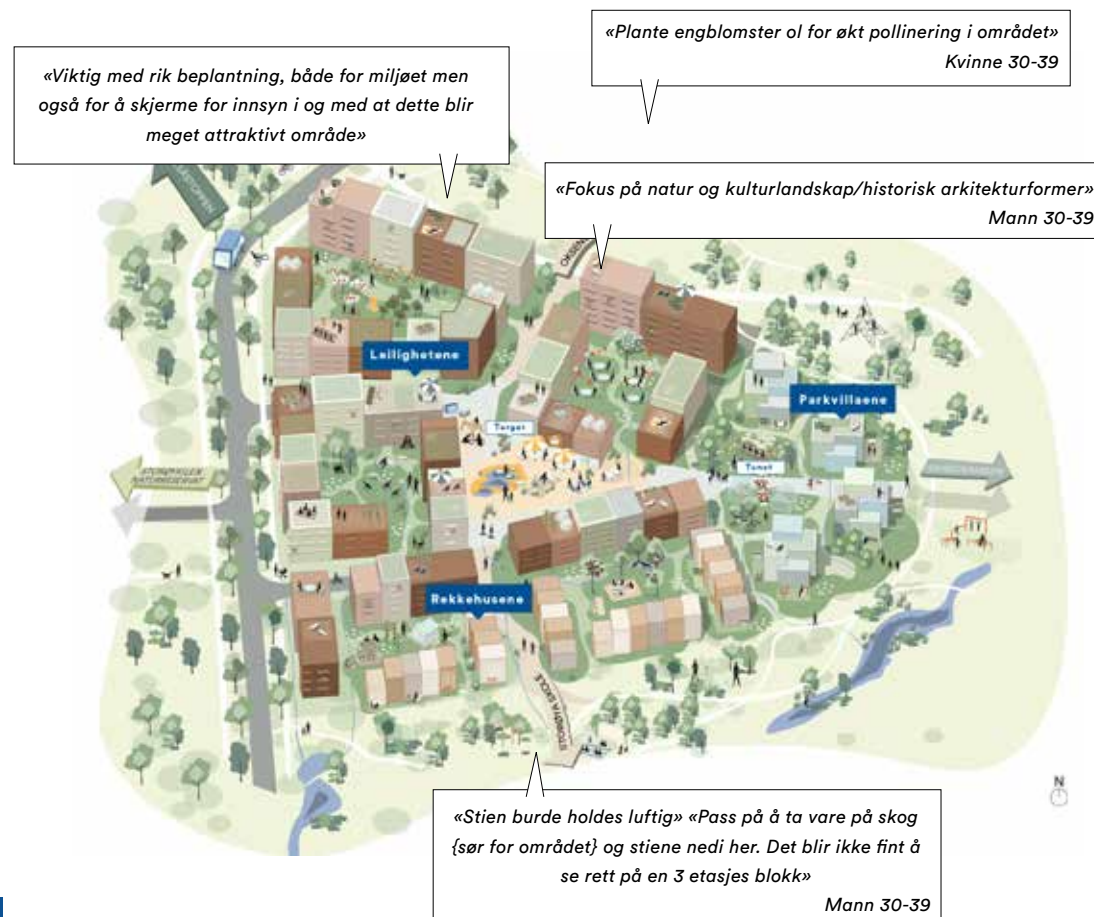 «Plante engblomster ol for økt pollinering i området»
Kvinne 30-39
«Viktig med rik beplantning, både for miljøet men
også for å skjerme for innsyn i og med at dette blir
meget attraktivt område»
«Fokus på natur og kulturlandskap/historisk arkitekturformer»
Mann 30-39
Leilighetene
Parkvillaene
Torget
Tunet
STORØYKILEN
NATURRESERVAT
Rekkehusene
STORØYA SKOLE
N
«Stien burde holdes luftig» «Pass på å ta vare på skog
{sør for området} og stiene nedi her. Det blir ikke fint å
se rett på en 3 etasjes blokk»
Mann 30-39